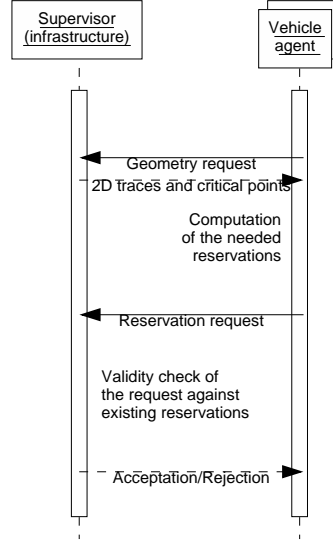 Supervisor
(infrastructure)
Vehicle
agent
Geometry request
2D traces and critical points
Computation
of the needed
reservations
Reservation request
Validity check of
the request against
existing reservations
Acceptation/Rejection